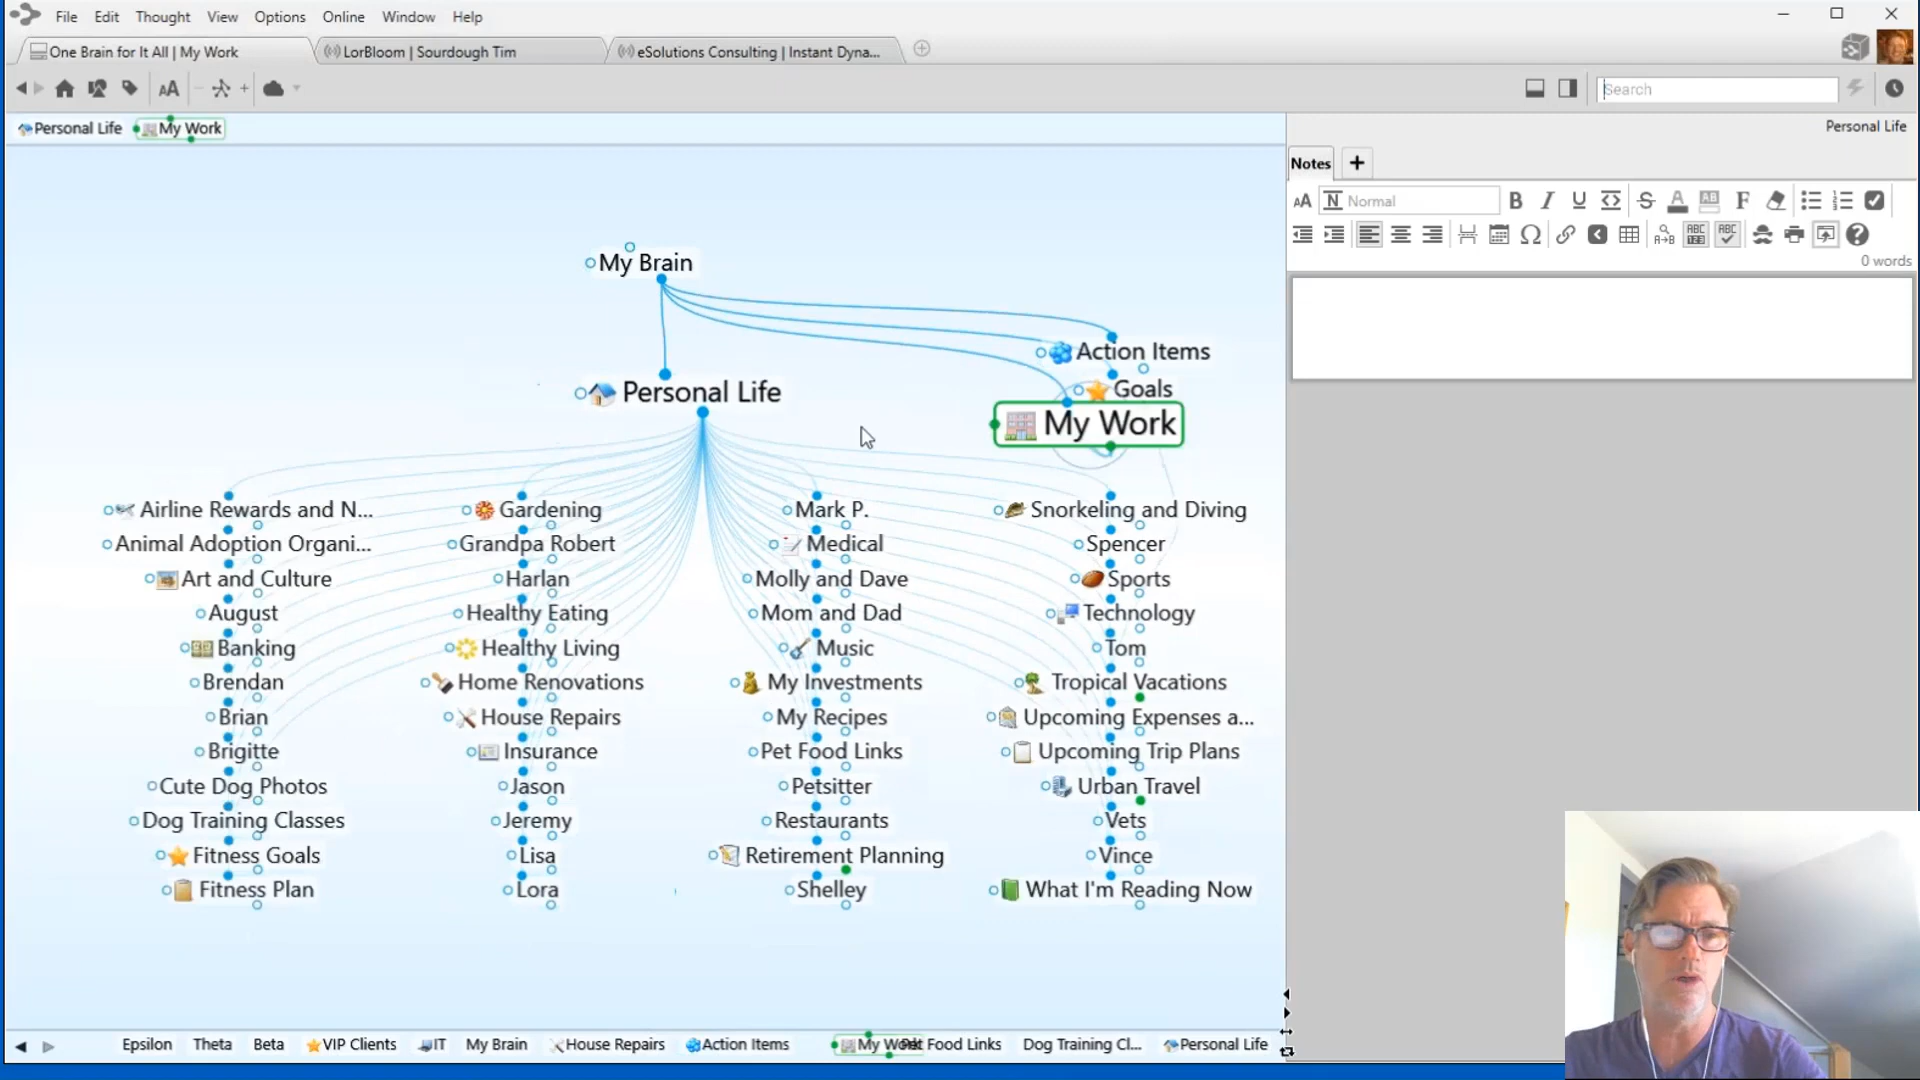 File Edit Thought View Options Online Window Help
One Brain for It All | My Work
LorBloom | Sourdough Tim
eSolutions Consulting | Instant Dyna...
Search
Personal Life
My Work
Personal Life
Notes
Normal
0 words
My Brain
Action Items
Goals
Personal Life
My Work
Airline Rewards and N...
Animal Adoption Organi...
Art and Culture
August
Banking
Brendan
Brian
Brigitte
Cute Dog Photos
Dog Training Classes
Fitness Goals
Fitness Plan
Gardening
Grandpa Robert
Harlan
Healthy Eating
Healthy Living
Home Renovations
House Repairs
Insurance
Jason
Jeremy
Lisa
Lora
Mark P.
Medical
Molly and Dave
Mom and Dad
Music
My Investments
My Recipes
Pet Food Links
Petsitter
Restaurants
Retirement Planning
Shelley
Snorkeling and Diving
Spencer
Sports
Technology
Tom
Tropical Vacations
Upcoming Expenses a...
Upcoming Trip Plans
Urban Travel
Vets
Vince
What I'm Reading Now
Epsilon Theta Beta VIP Clients IT My Brain House Repairs Action Items My Work Food Links Dog Training Cl... Personal Life